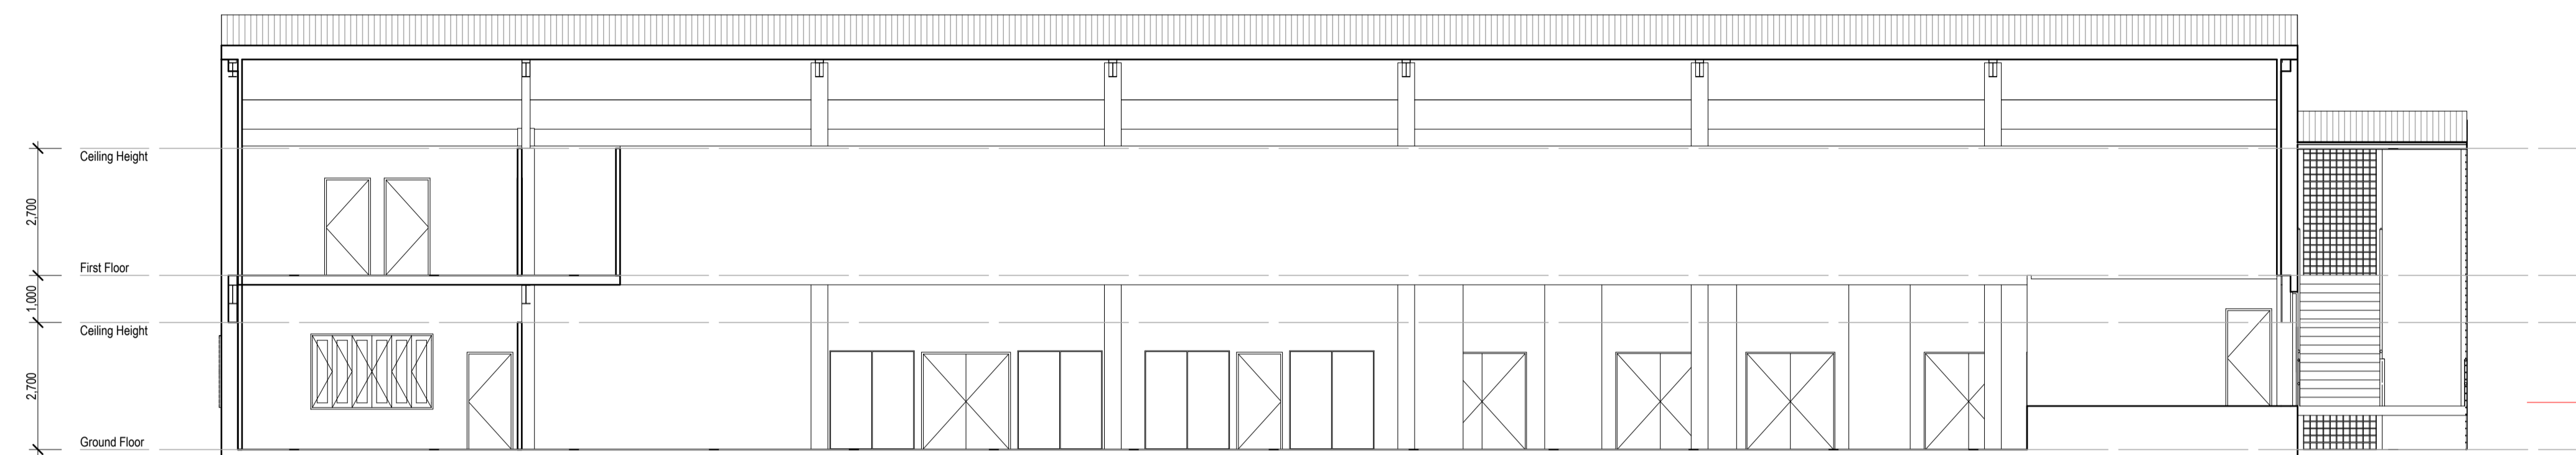 Ceiling Height
2,700
First Floor
1,000
Ceiling Height
2,700
Ground Floor